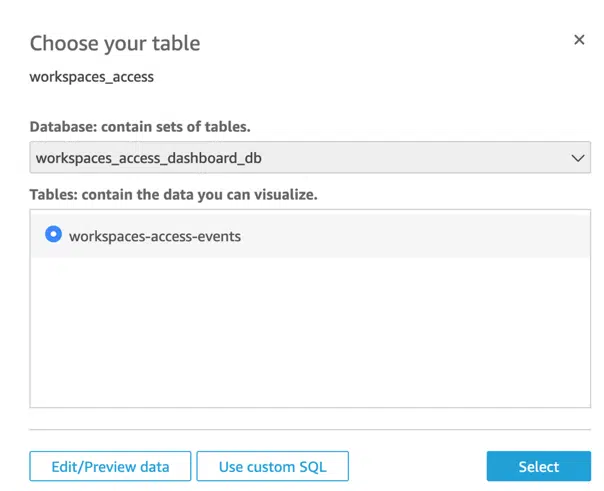 Choose your table
workspaces_access
Database: contain sets of tables.
workspaces_access_dashboard_db
Tables: contain the data you can visualize.
workspaces-access-events
Edit/Preview data
Use custom SQL
Select